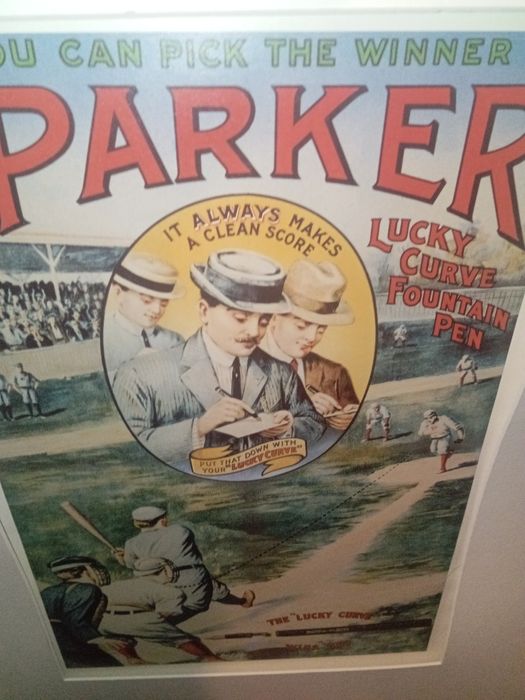 OU CAN PICK THE WINNER
PARKER
LUCKY
CURVE
FOUNTAIN
PEN
IT ALWAYS MAKES
A CLEAN SCORE
PUT THAT DOWN WITH
YOUR "LUCKY CURVE"
THE "LUCKY CURVE"